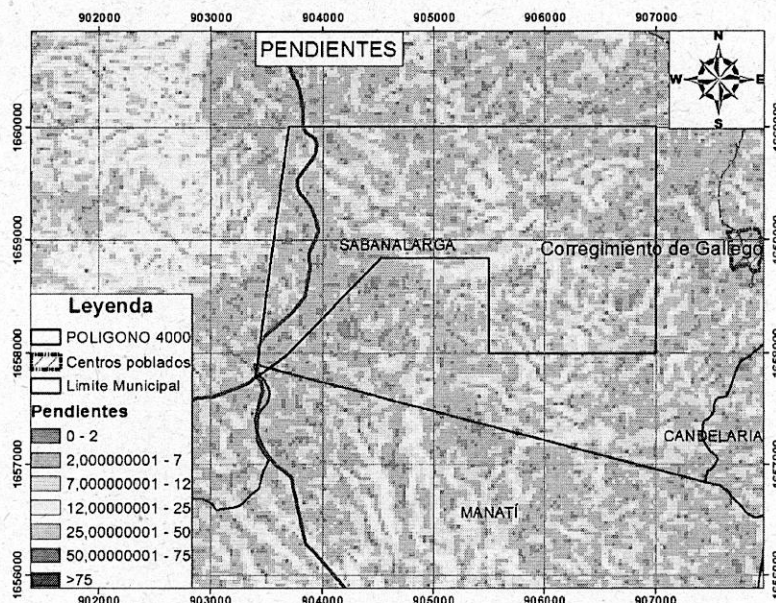 902000 903000 904000 905000 906000 907000
PENDIENTES
N
W E
S
1660000
1659000
1658000
1657000
1656000
SABANALARGA
Corregimiento de Gallego
CANDELARIA
MANATÍ
Leyenda
POLIGONO 4000
Centros poblados
Limite Municipal
Pendientes
0 - 2
2,000000001 - 7
7,000000001 - 12
12,00000001 - 25
25,00000001 - 50
50,00000001 - 75
>75
902000 903000 904000 905000 906000 907000